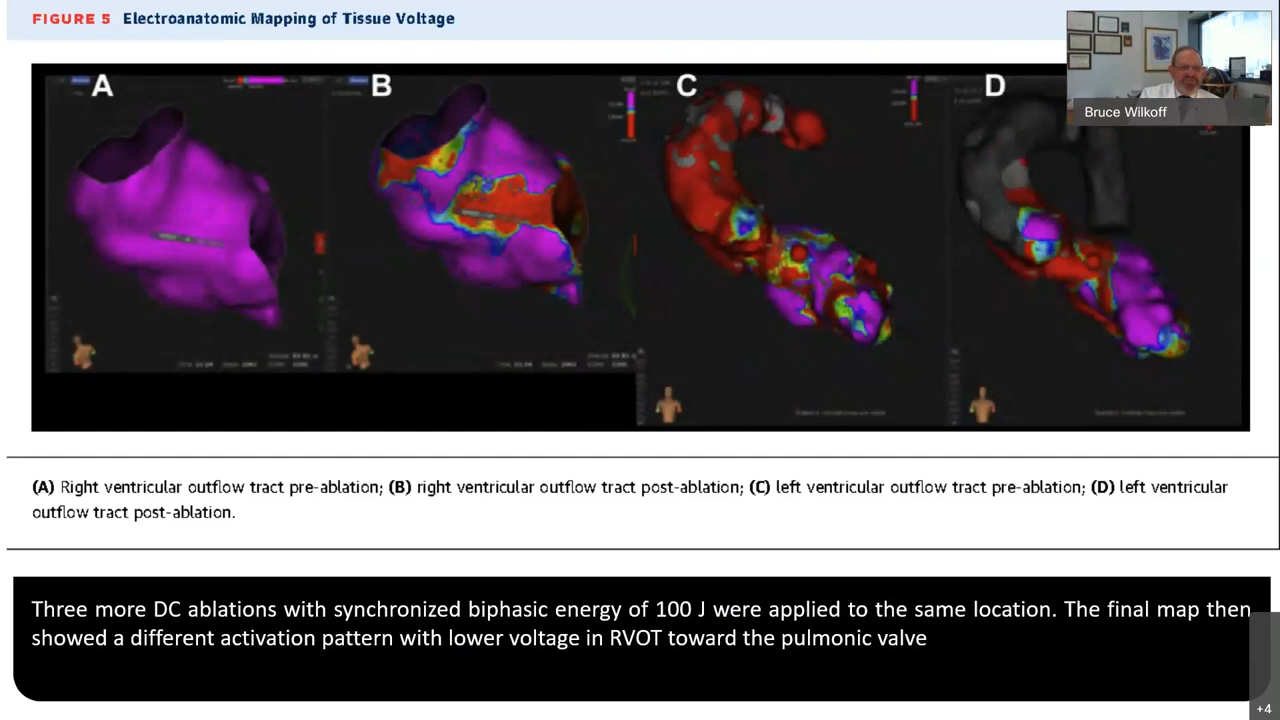 FIGURE 5 Electroanatomic Mapping of Tissue Voltage
A
B
C
D
Bruce Wilkoff
(A) Right ventricular outflow tract pre-ablation; (B) right ventricular outflow tract post-ablation; (C) left ventricular outflow tract pre-ablation; (D) left ventricular
outflow tract post-ablation.
Three more DC ablations with synchronized biphasic energy of 100 J were applied to the same location. The final map then
showed a different activation pattern with lower voltage in RVOT toward the pulmonic valve
+4